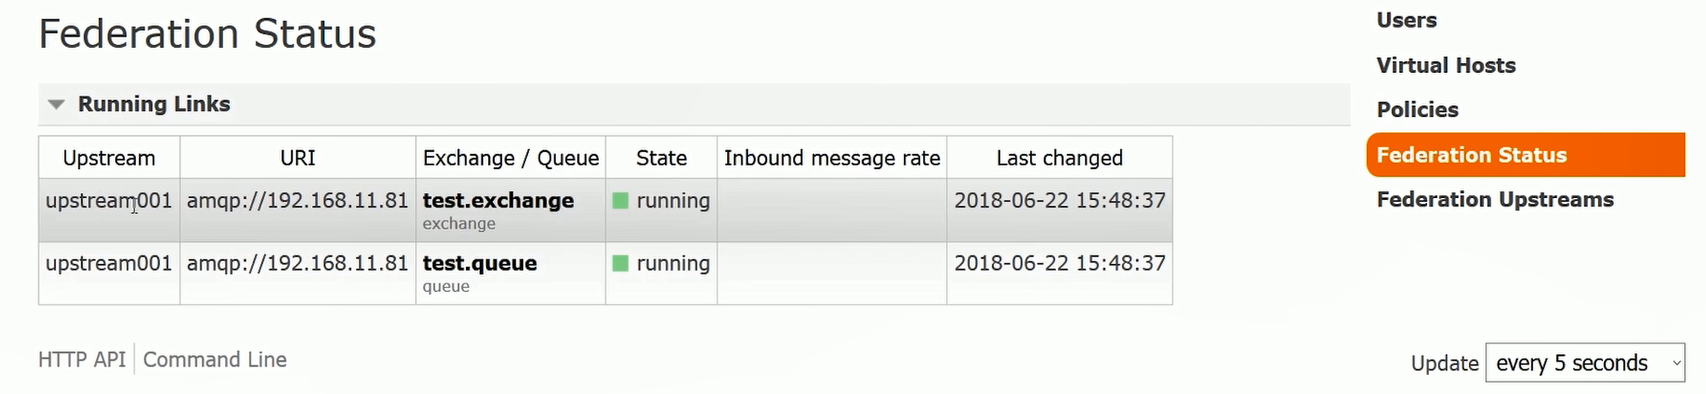 Federation Status
Running Links
Upstream URI Exchange / Queue State Inbound message rate Last changed
upstream001 amqp://192.168.11.81 test.exchange running 2018-06-22 15:48:37
exchange
upstream001 amqp://192.168.11.81 test.queue running 2018-06-22 15:48:37
queue
HTTP API Command Line
Users
Virtual Hosts
Policies
Federation Status
Federation Upstreams
Update every 5 seconds